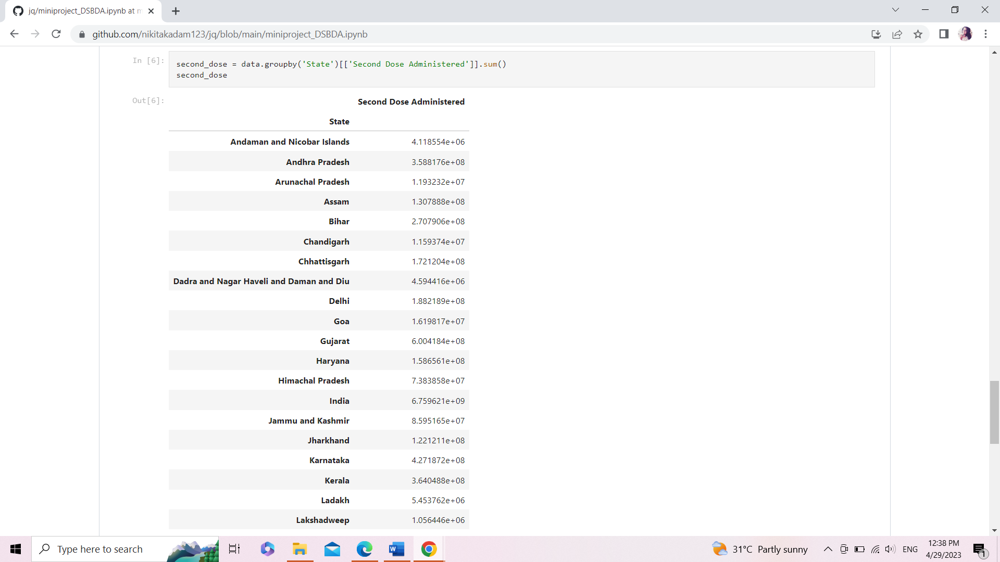 jq/miniproject_DSBDA.ipynb at m
github.com/nikitakadam123/jq/blob/main/miniproject_DSBDA.ipynb
In [6]:
second_dose = data.groupby('State')[['Second Dose Administered']].sum()
second_dose
Out[6]:
Second Dose Administered
State
Andaman and Nicobar Islands 4.118554e+06
Andhra Pradesh 3.588176e+08
Arunachal Pradesh 1.193232e+07
Assam 1.307888e+08
Bihar 2.707906e+08
Chandigarh 1.159374e+07
Chhattisgarh 1.721204e+08
Dadra and Nagar Haveli and Daman and Diu 4.594416e+06
Delhi 1.882189e+08
Goa 1.619817e+07
Gujarat 6.004184e+08
Haryana 1.586561e+08
Himachal Pradesh 7.383858e+07
India 6.759621e+09
Jammu and Kashmir 8.595165e+07
Jharkhand 1.221211e+08
Karnataka 4.271872e+08
Kerala 3.640488e+08
Ladakh 5.453762e+06
Lakshadweep 1.056446e+06
Type here to search
31°C Partly sunny
ENG
12:38 PM
4/29/2023
1